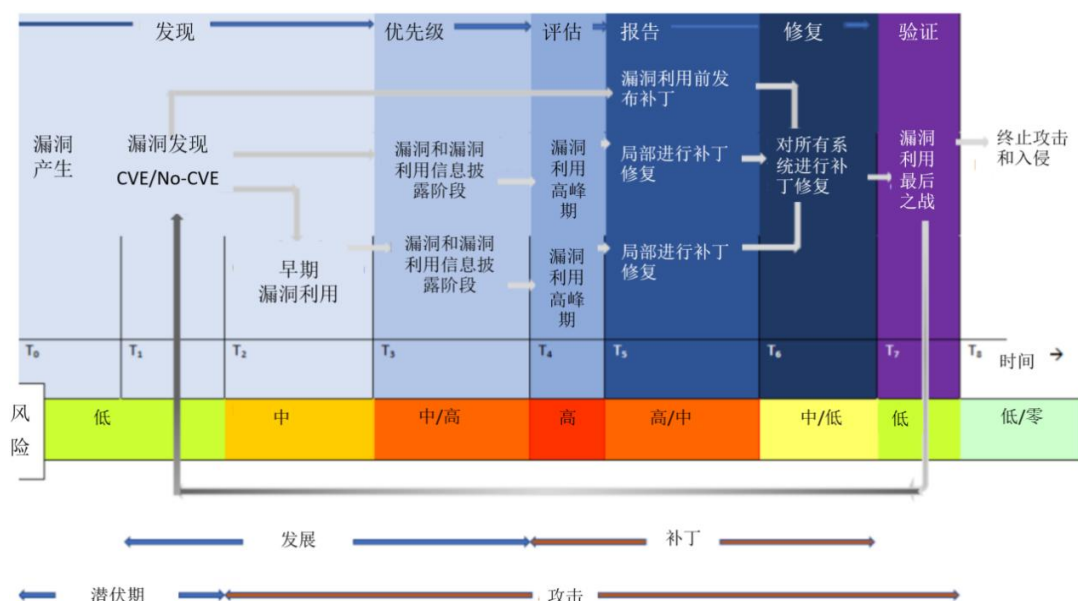 发现 优先级 评估 报告 修复 验证
漏洞利用前发
布补丁
漏洞
产生
漏洞发现
CVE/No-CVE
漏洞和漏洞
利用信息披
露阶段
漏洞
利用
高峰
期
局部进行补丁
修复
对所有系
统进行补
丁修复
漏洞
利用
最后
之战
终止攻击
和入侵
早期
漏洞利用
漏洞和漏洞
利用信息披
露阶段
漏洞
利用
高峰
期
局部进行补丁
修复
T₀ T₁ T₂ T₃ T₄ T₅ T₆ T₇ T₈ 时间
风
险
低 中 中/高 高 高/中 中/低 低 低/零
发展 补丁
潜伏期 攻击